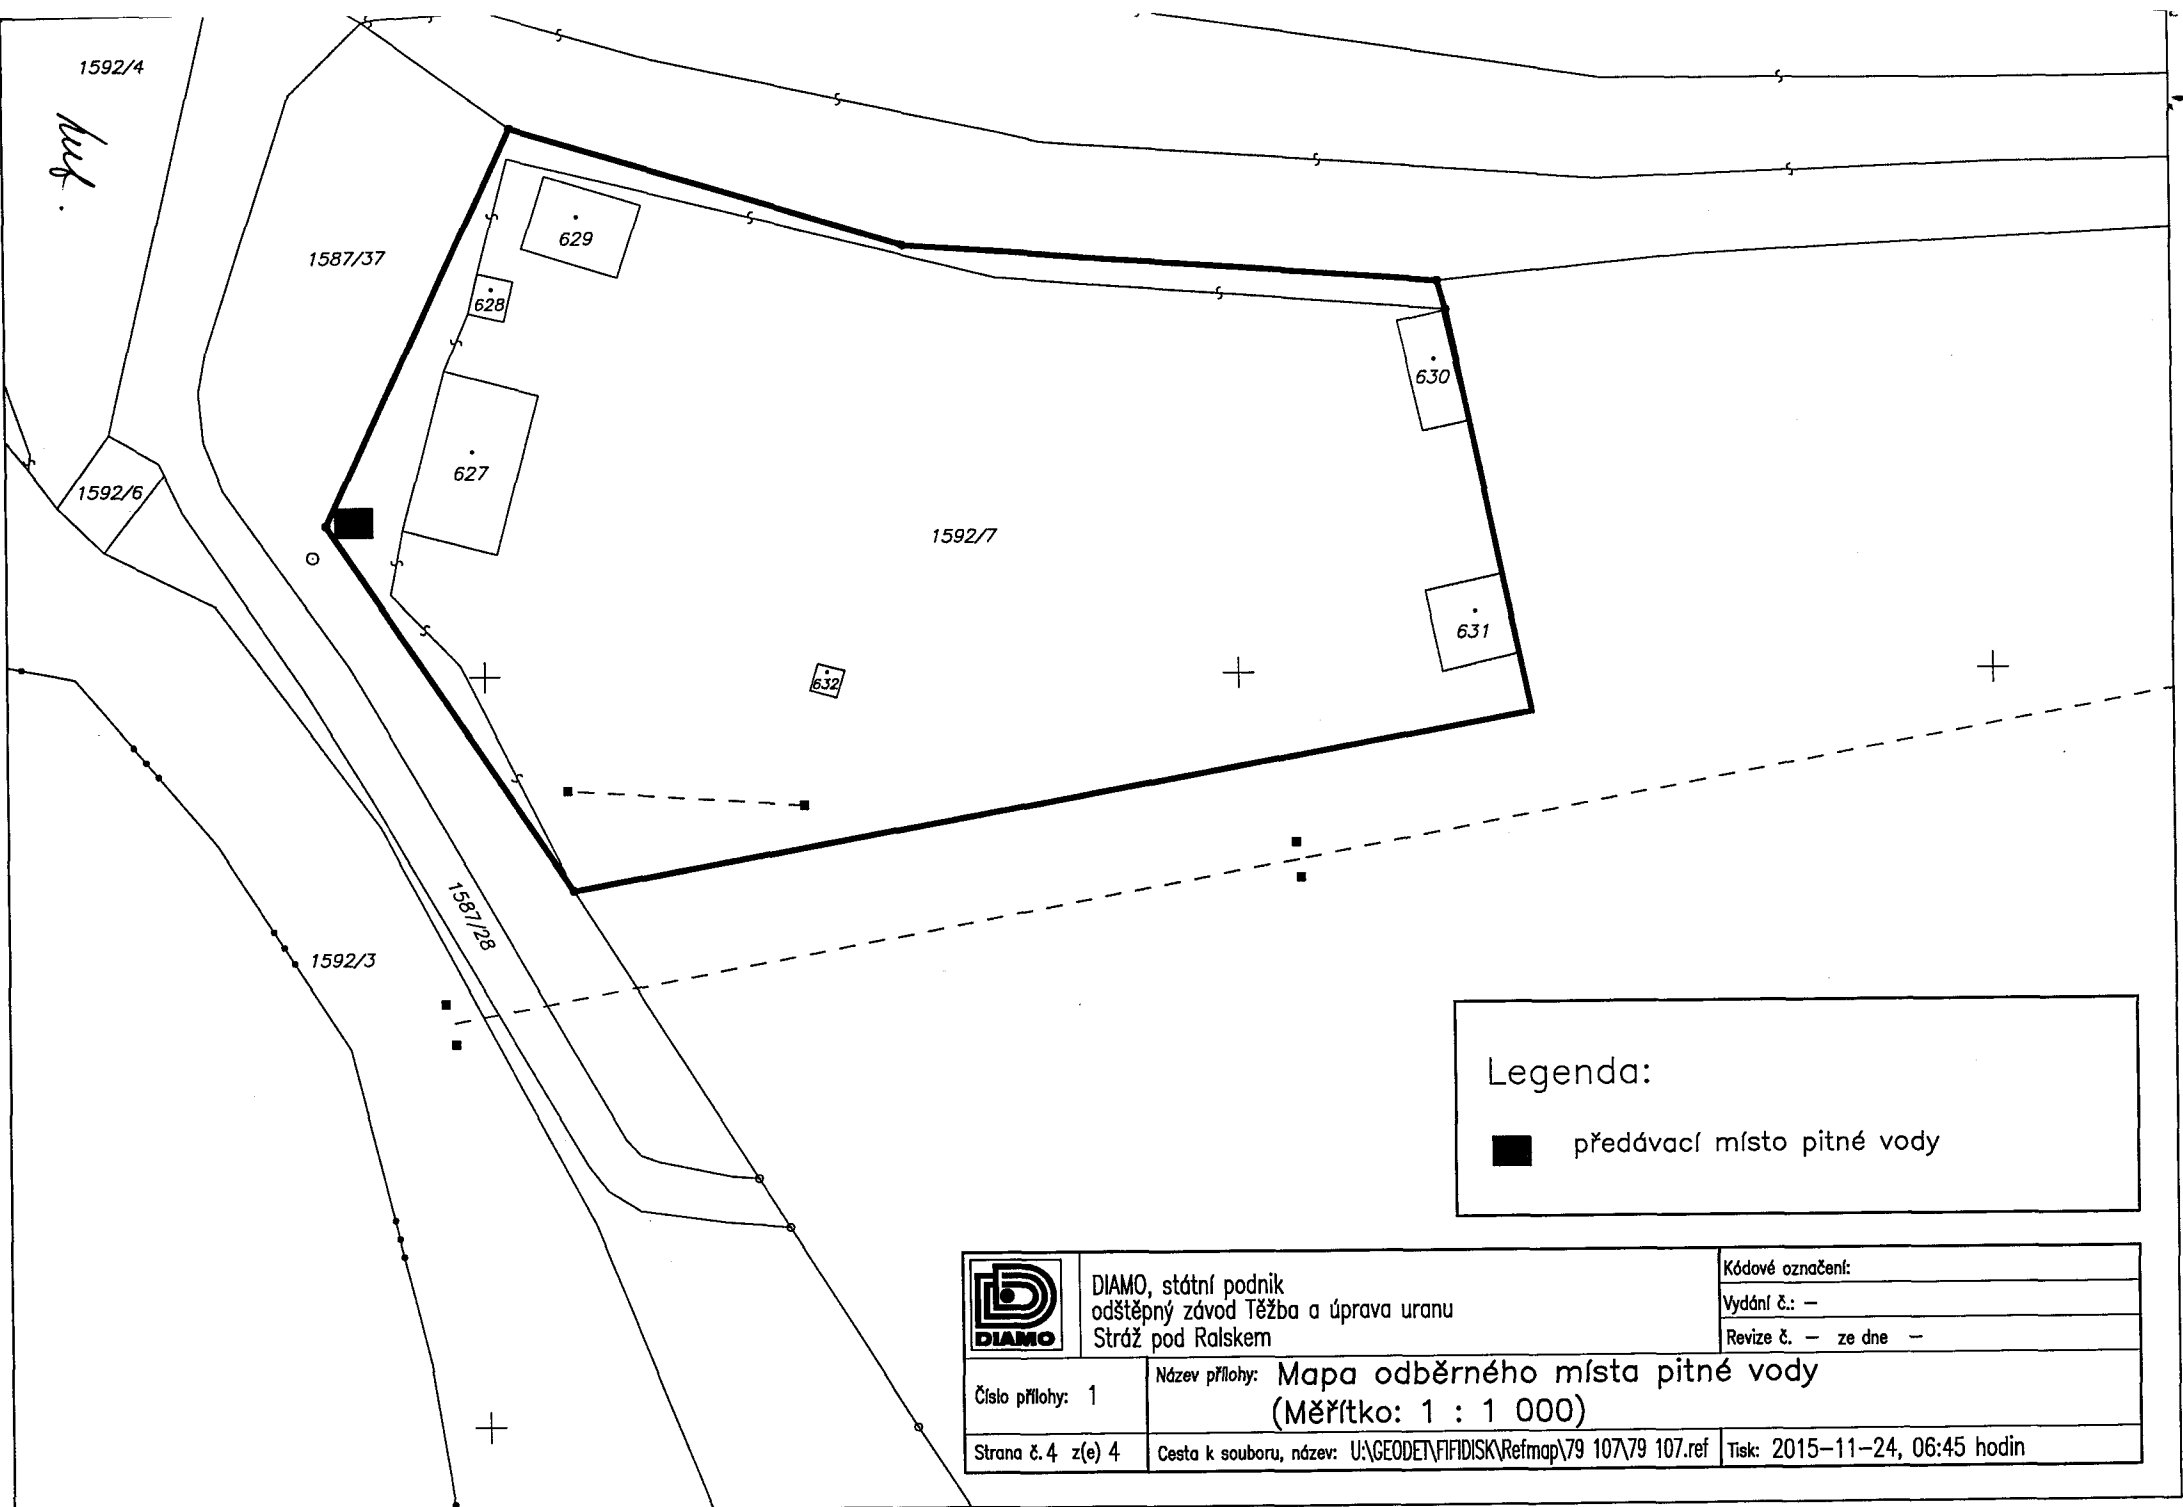 1592/4
1587/37
629
628
630
627
1592/6
1592/7
631
632
1587/28
1592/3
Legenda:
předávací místo pitné vody
DIAMO
DIAMO, státní podnik
odštěpný závod Těžba a úprava uranu
Stráž pod Ralskem
Kódové označení:
Vydání č.: –
Revize č. – ze dne –
Číslo přílohy: 1
Název přílohy: Mapa odběrného místa pitné vody
(Měřítko: 1 : 1 000)
Strana č. 4 z(e) 4
Cesta k souboru, název: U:\GEODET\FIFIDISK\Refmap\79 107\79 107.ref
Tisk: 2015–11–24, 06:45 hodin